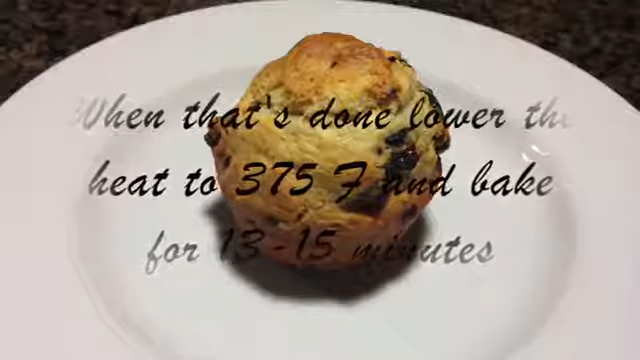 When that's done lower the
heat to 375 F and bake
for 13-15 minutes